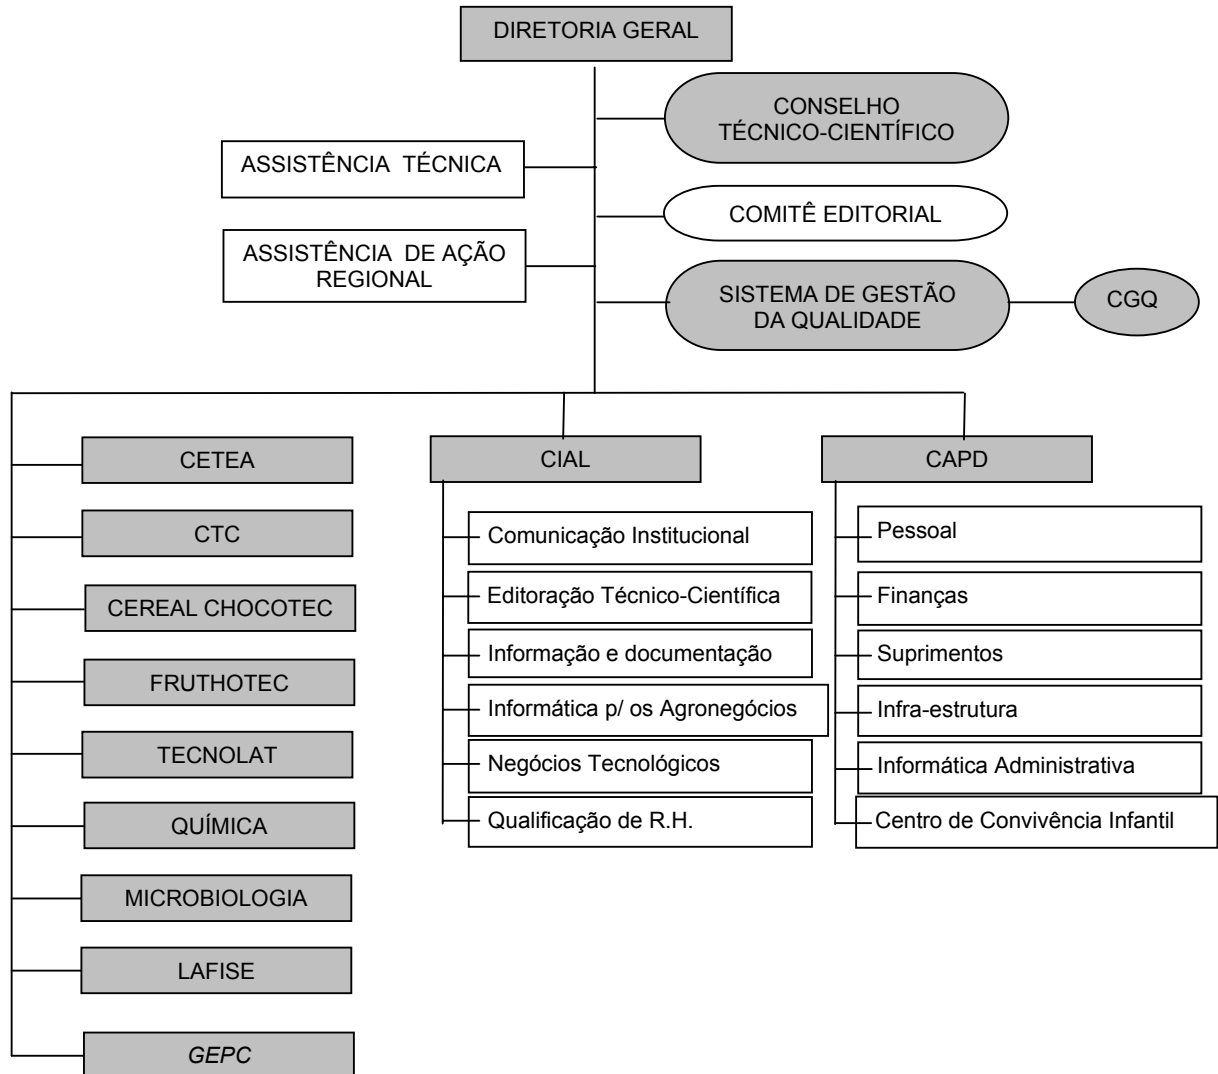 DIRETORIA GERAL
CONSELHO
TÉCNICO-CIENTÍFICO
ASSISTÊNCIA TÉCNICA
COMITÊ EDITORIAL
ASSISTÊNCIA DE AÇÃO
REGIONAL
SISTEMA DE GESTÃO
DA QUALIDADE
CGQ
CETEA
CTC
CEREAL CHOCOTEC
FRUTHOTEC
TECNOLAT
QUÍMICA
MICROBIOLOGIA
LAFISE
GEPC
CIAL
Comunicação Institucional
Editoração Técnico-Científica
Informação e documentação
Informática p/ os Agronegócios
Negócios Tecnológicos
Qualificação de R.H.
CAPD
Pessoal
Finanças
Suprimentos
Infra-estrutura
Informática Administrativa
Centro de Convivência Infantil